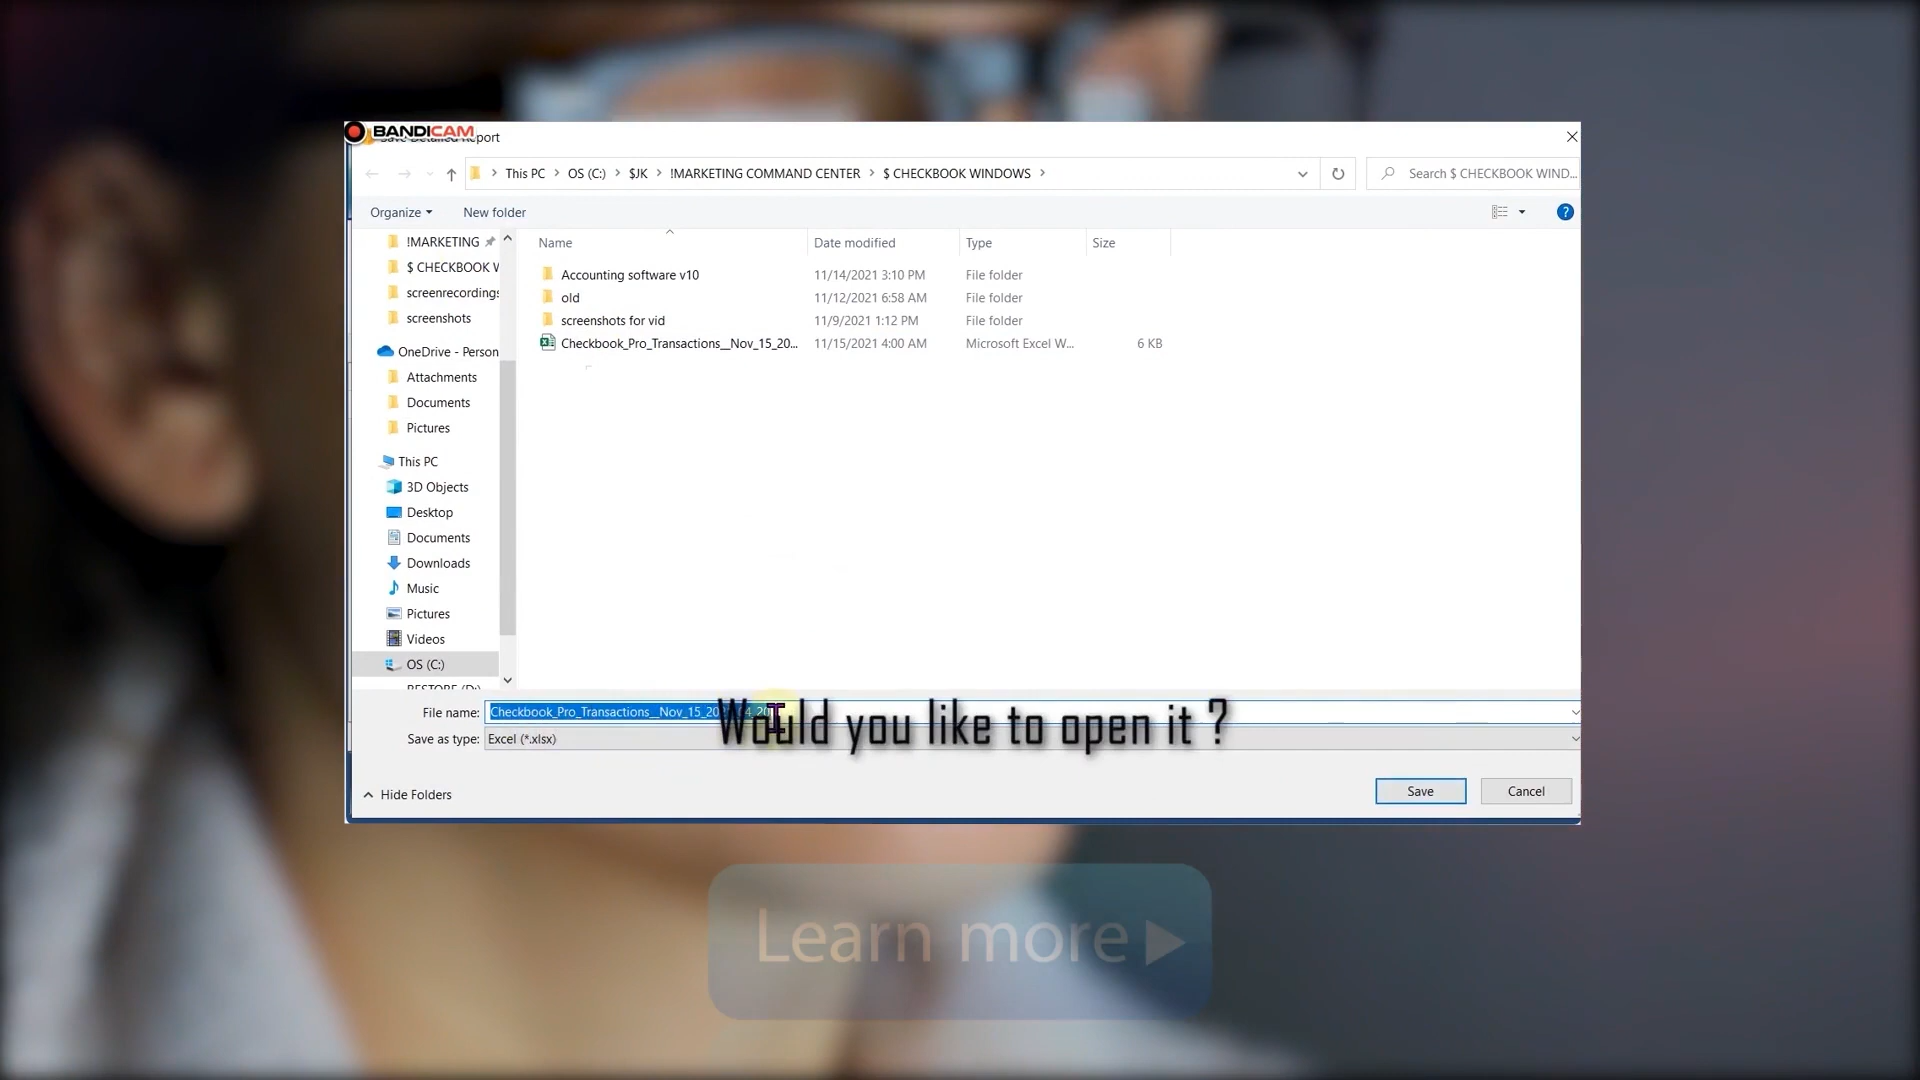 BANDICAM
Save Detailed Report
This PC > OS (C:) > $JK > !MARKETING COMMAND CENTER > $ CHECKBOOK WINDOWS >
Search $ CHECKBOOK WIND...
Organize
New folder
!MARKETING
$ CHECKBOOK W
screenrecordings
screenshots
OneDrive - Person
Attachments
Documents
Pictures
This PC
3D Objects
Desktop
Documents
Downloads
Music
Pictures
Videos
OS (C:)
RESTORE (D:)
Name Date modified Type Size
Accounting software v10 11/14/2021 3:10 PM File folder
old 11/12/2021 6:58 AM File folder
screenshots for vid 11/9/2021 1:12 PM File folder
Checkbook_Pro_Transactions__Nov_15_20... 11/15/2021 4:00 AM Microsoft Excel W... 6 KB
File name: Checkbook_Pro_Transactions__Nov_15_20
Would you like to open it ?
Save as type: Excel (*.xlsx)
Hide Folders
Save
Cancel
Learn more